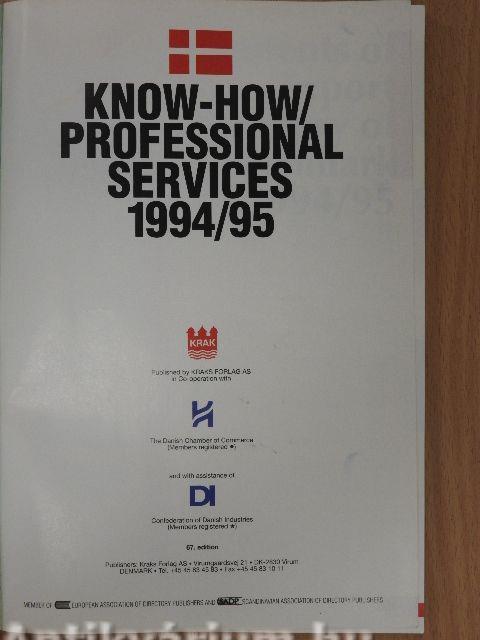 KNOW-HOW/
PROFESSIONAL
SERVICES
1994/95
KRAK
Published by KRAKS FORLAG AS
in Co-operation with
The Danish Chamber of Commerce
(Members registered ●)
and with assistance of
DI
Confederation of Danish Industries
(Members registered ★)
67. edition
Publishers: Kraks Forlag AS • Virumgaardsvej 21 • DK-2830 Virum
DENMARK • Tel. +45 45 83 45 83 • Fax +45 45 83 10 11
MEMBER OF EUROPEAN ASSOCIATION OF DIRECTORY PUBLISHERS AND SADP SCANDINAVIAN ASSOCIATION OF DIRECTORY PUBLISHERS